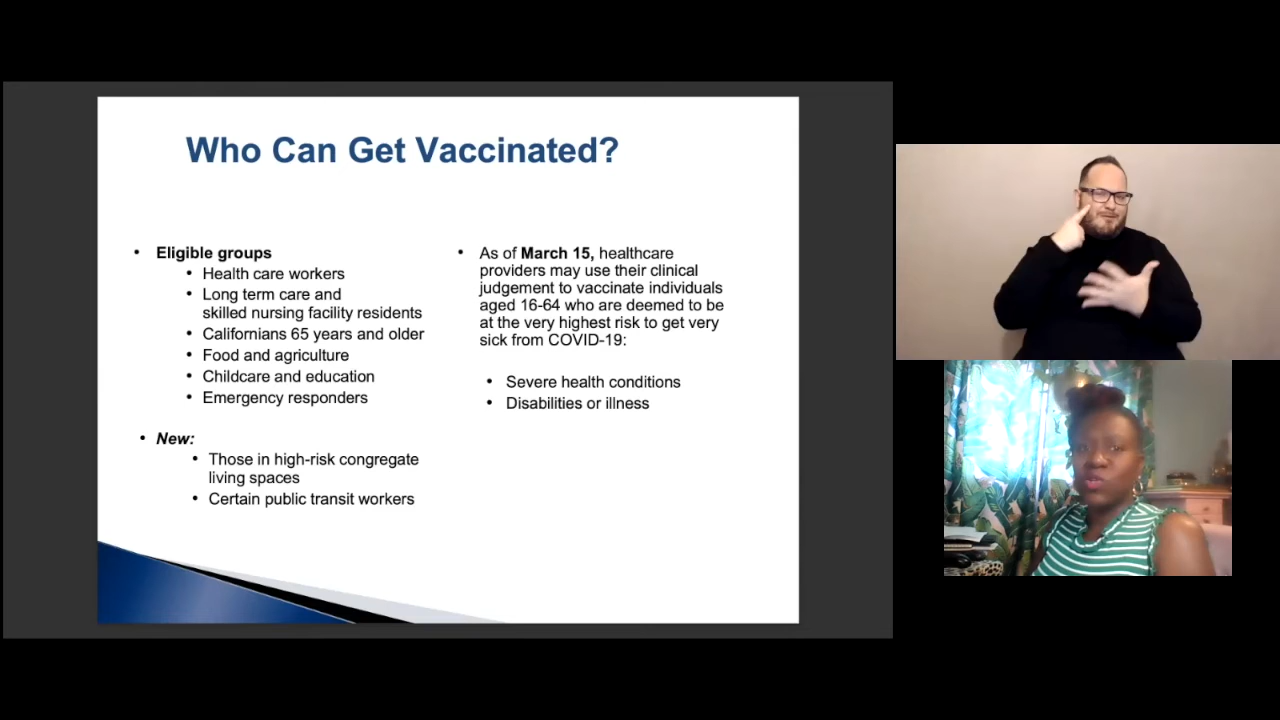 Who Can Get Vaccinated?
• Eligible groups
• Health care workers
• Long term care and
skilled nursing facility residents
• Californians 65 years and older
• Food and agriculture
• Childcare and education
• Emergency responders
• New:
• Those in high-risk congregate
living spaces
• Certain public transit workers
• As of March 15, healthcare
providers may use their clinical
judgement to vaccinate individuals
aged 16-64 who are deemed to be
at the very highest risk to get very
sick from COVID-19:
• Severe health conditions
• Disabilities or illness